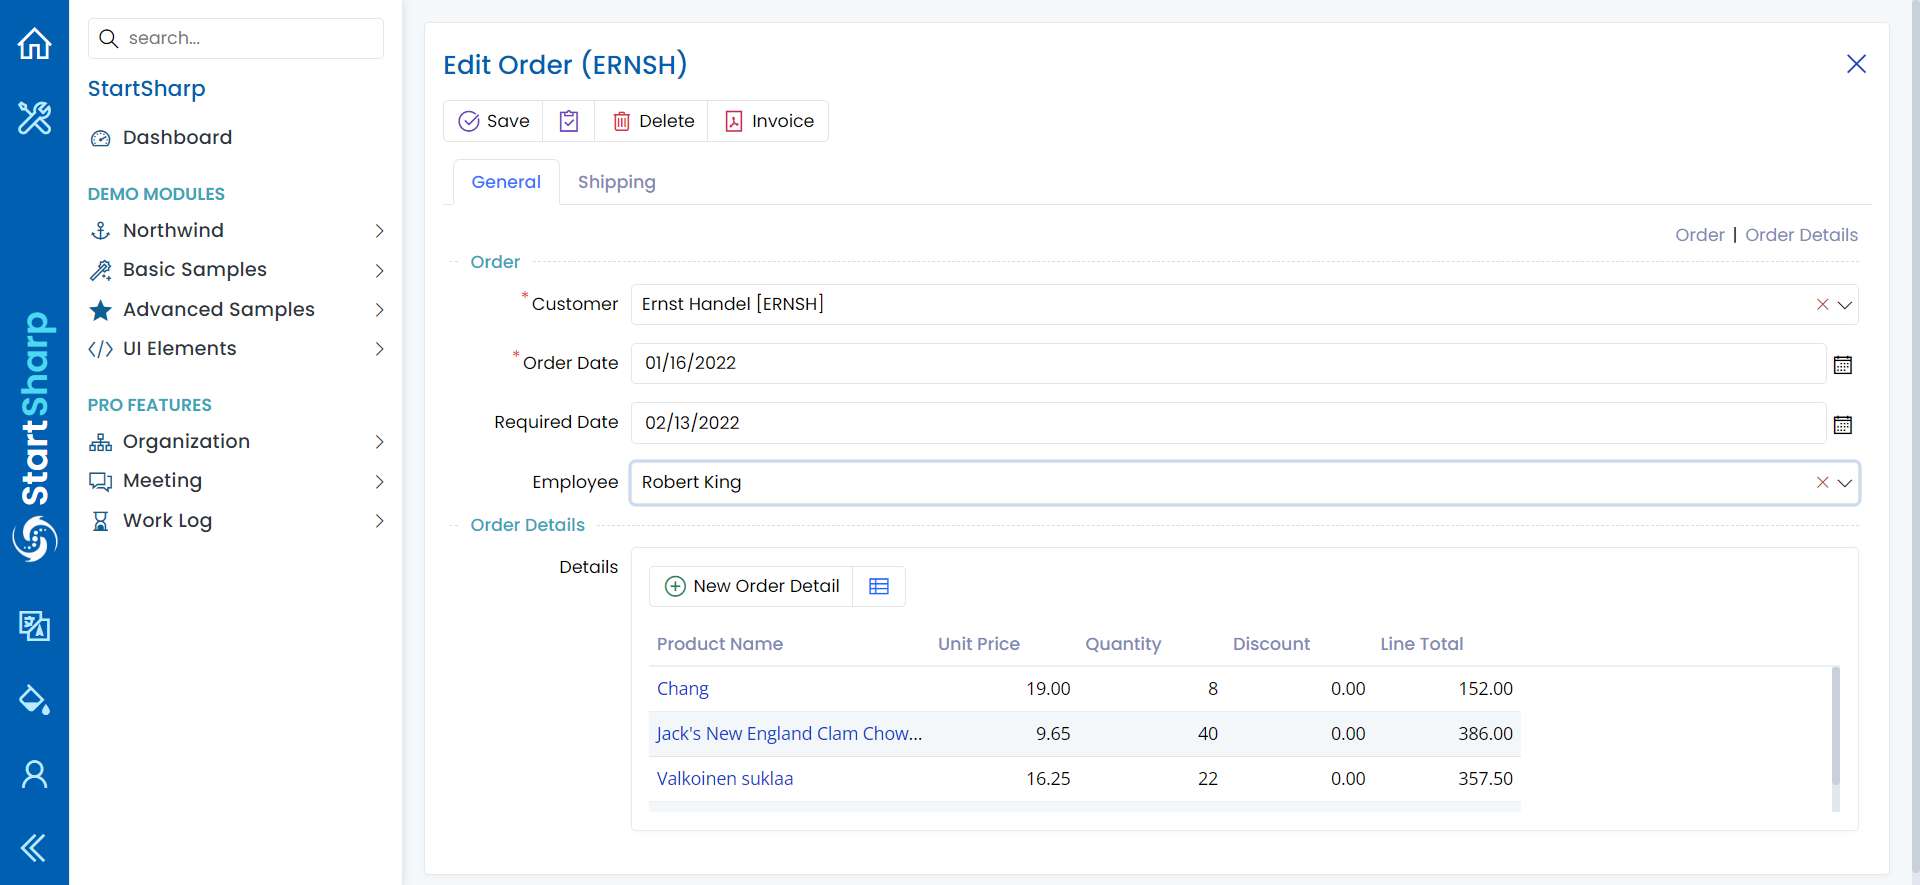 search...
StartSharp
Dashboard
DEMO MODULES
Northwind
Basic Samples
Advanced Samples
UI Elements
PRO FEATURES
Organization
Meeting
Work Log
StartSharp
Edit Order (ERNSH)
Save
Delete
Invoice
General
Shipping
Order | Order Details
Order
*Customer
Ernst Handel [ERNSH]
*Order Date
01/16/2022
Required Date
02/13/2022
Employee
Robert King
Order Details
Details
New Order Detail
Product Name Unit Price Quantity Discount Line Total
Chang 19.00 8 0.00 152.00
Jack's New England Clam Chow... 9.65 40 0.00 386.00
Valkoinen suklaa 16.25 22 0.00 357.50